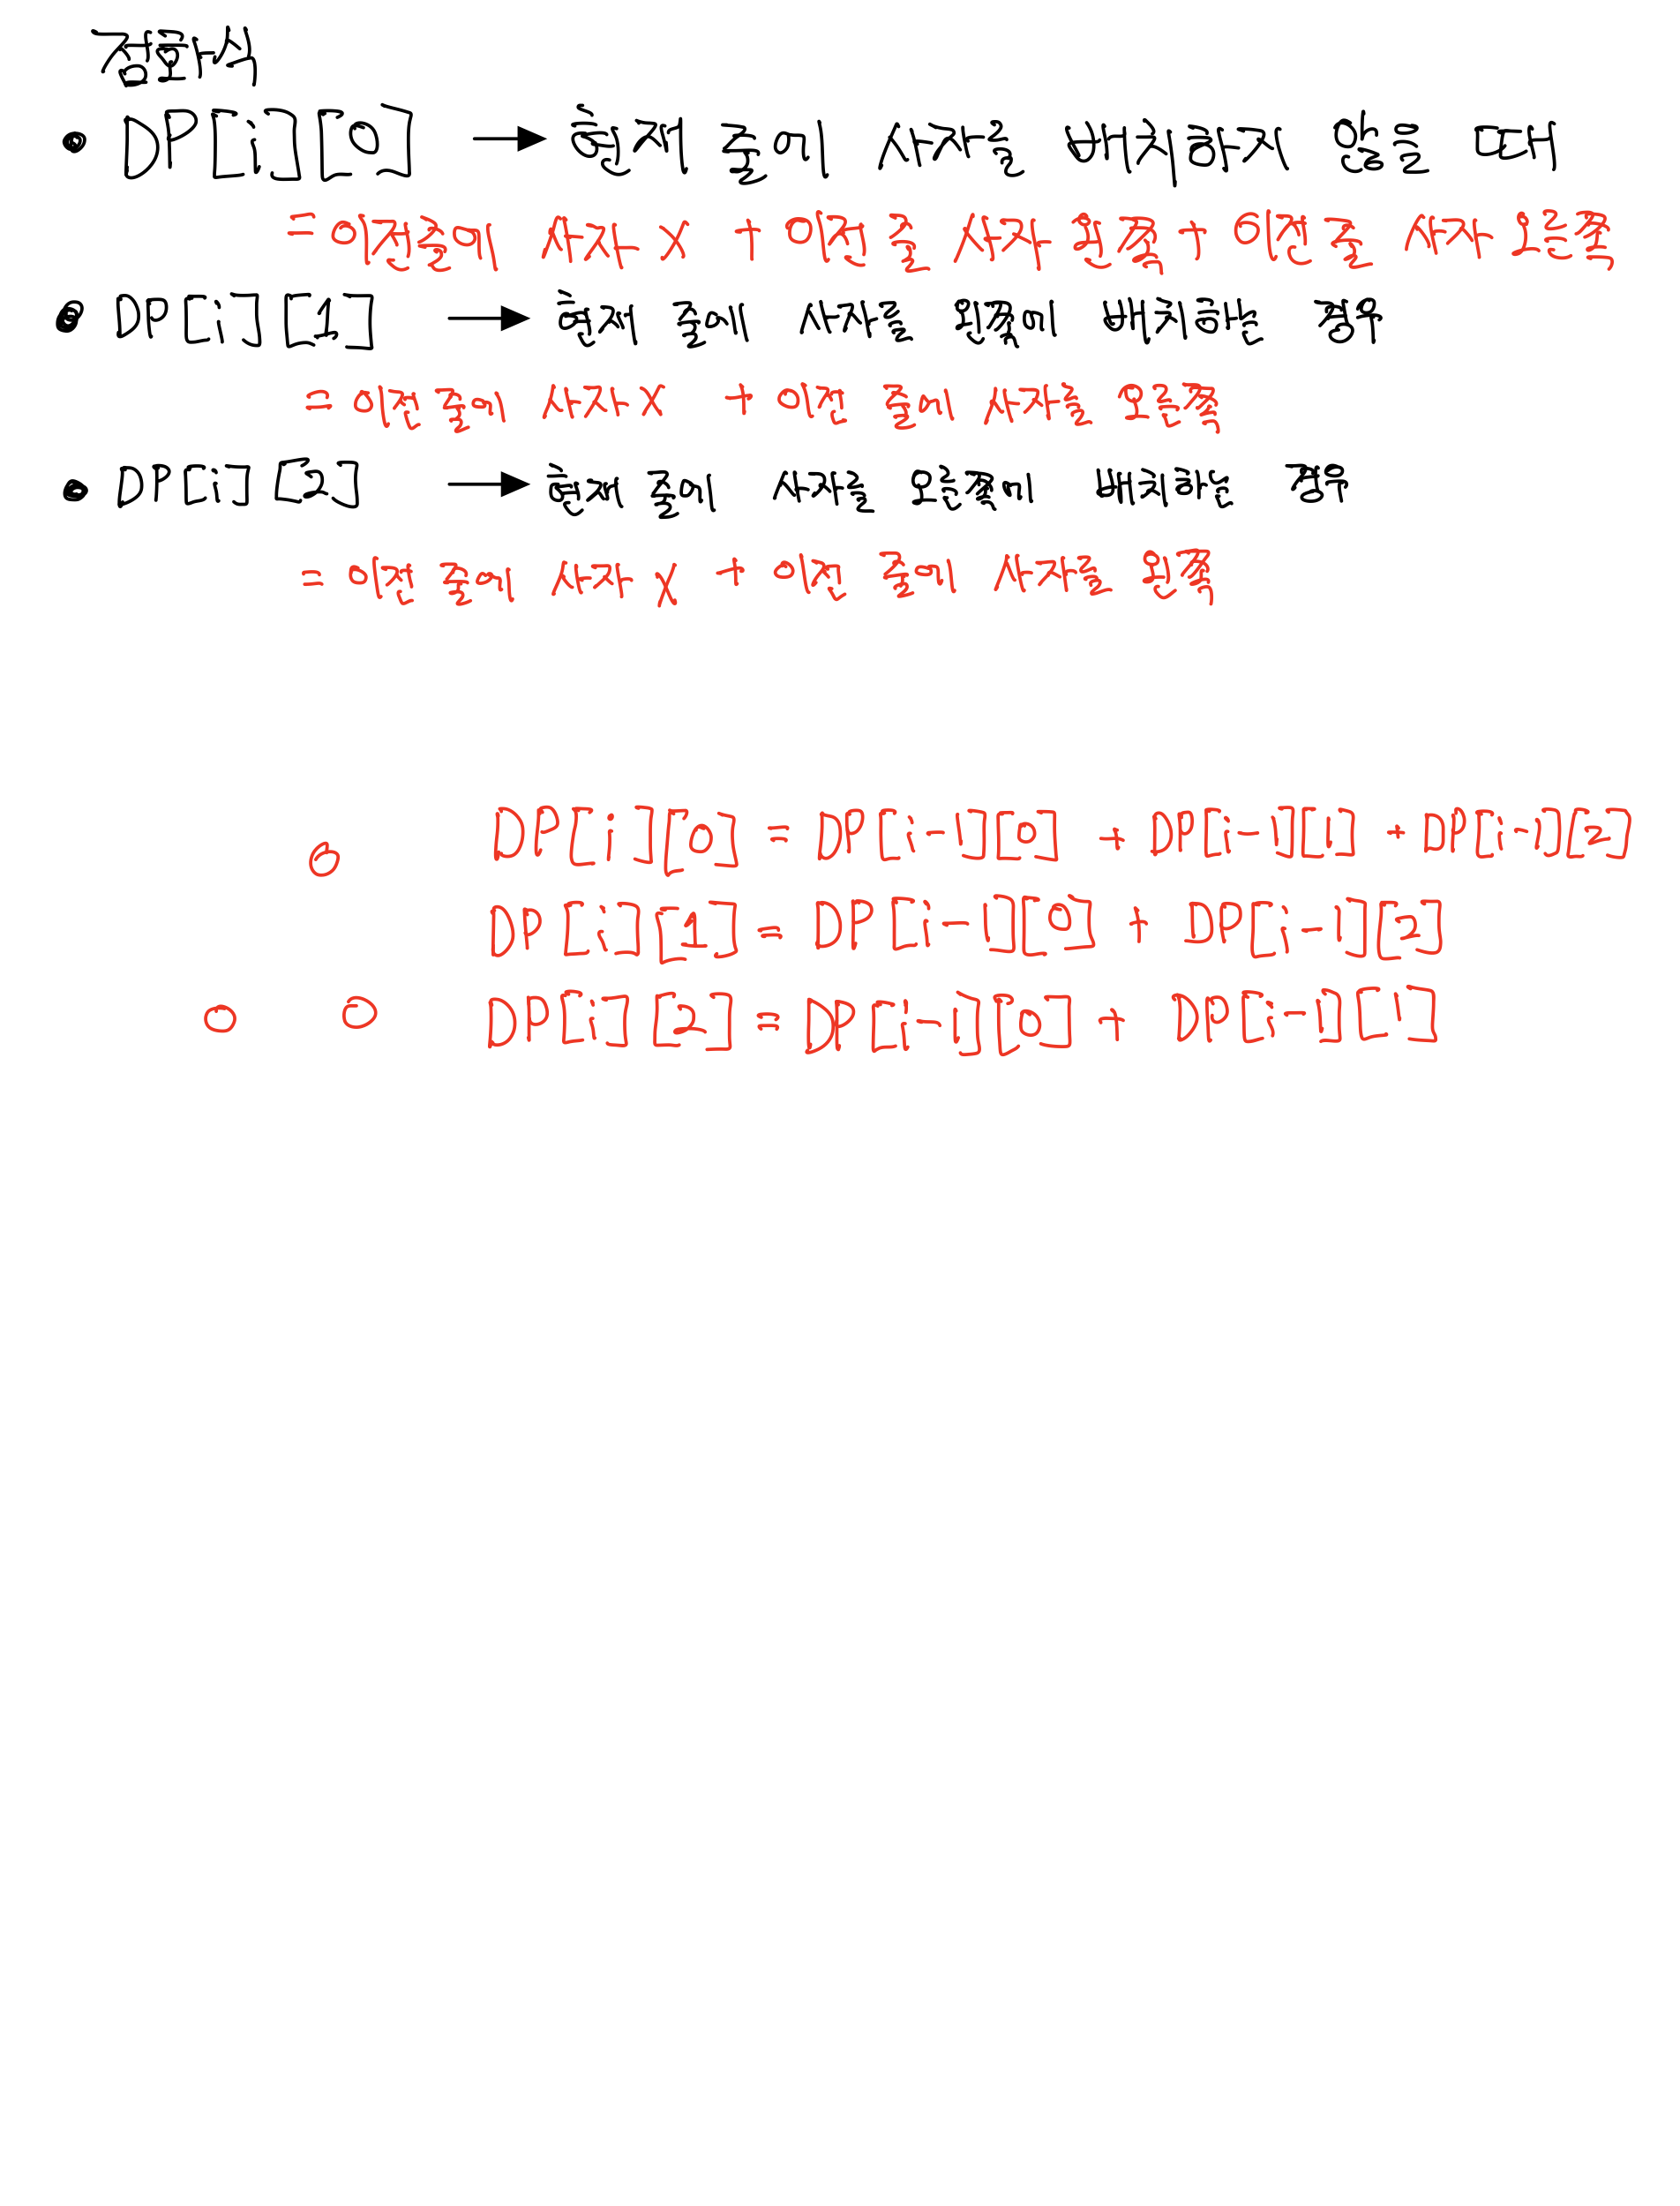 점화식
DP[i][0] → 현재 줄에 사자를 배치하지 않을 때
= 이전줄에 사자 X + 이전 줄 사자 왼쪽 + 이전 줄 사자 오른쪽
DP[i][1] → 현재 줄에 사자를 왼쪽에 배치하는 경우
= 이전 줄에 사자 X + 이전 줄에 사자를 오른쪽
DP[i][2] → 현재 줄에 사자를 오른쪽에 배치하는 경우
= 이전 줄에 사자 X + 이전 줄에 사자를 왼쪽
DP[i][0] = DP[i-1][0] + DP[i-1][1] + DP[i-1][2]
DP[i][1] = DP[i-1][0] + DP[i-1][2]
DP[i][2] = DP[i-1][0] + DP[i-1][1]